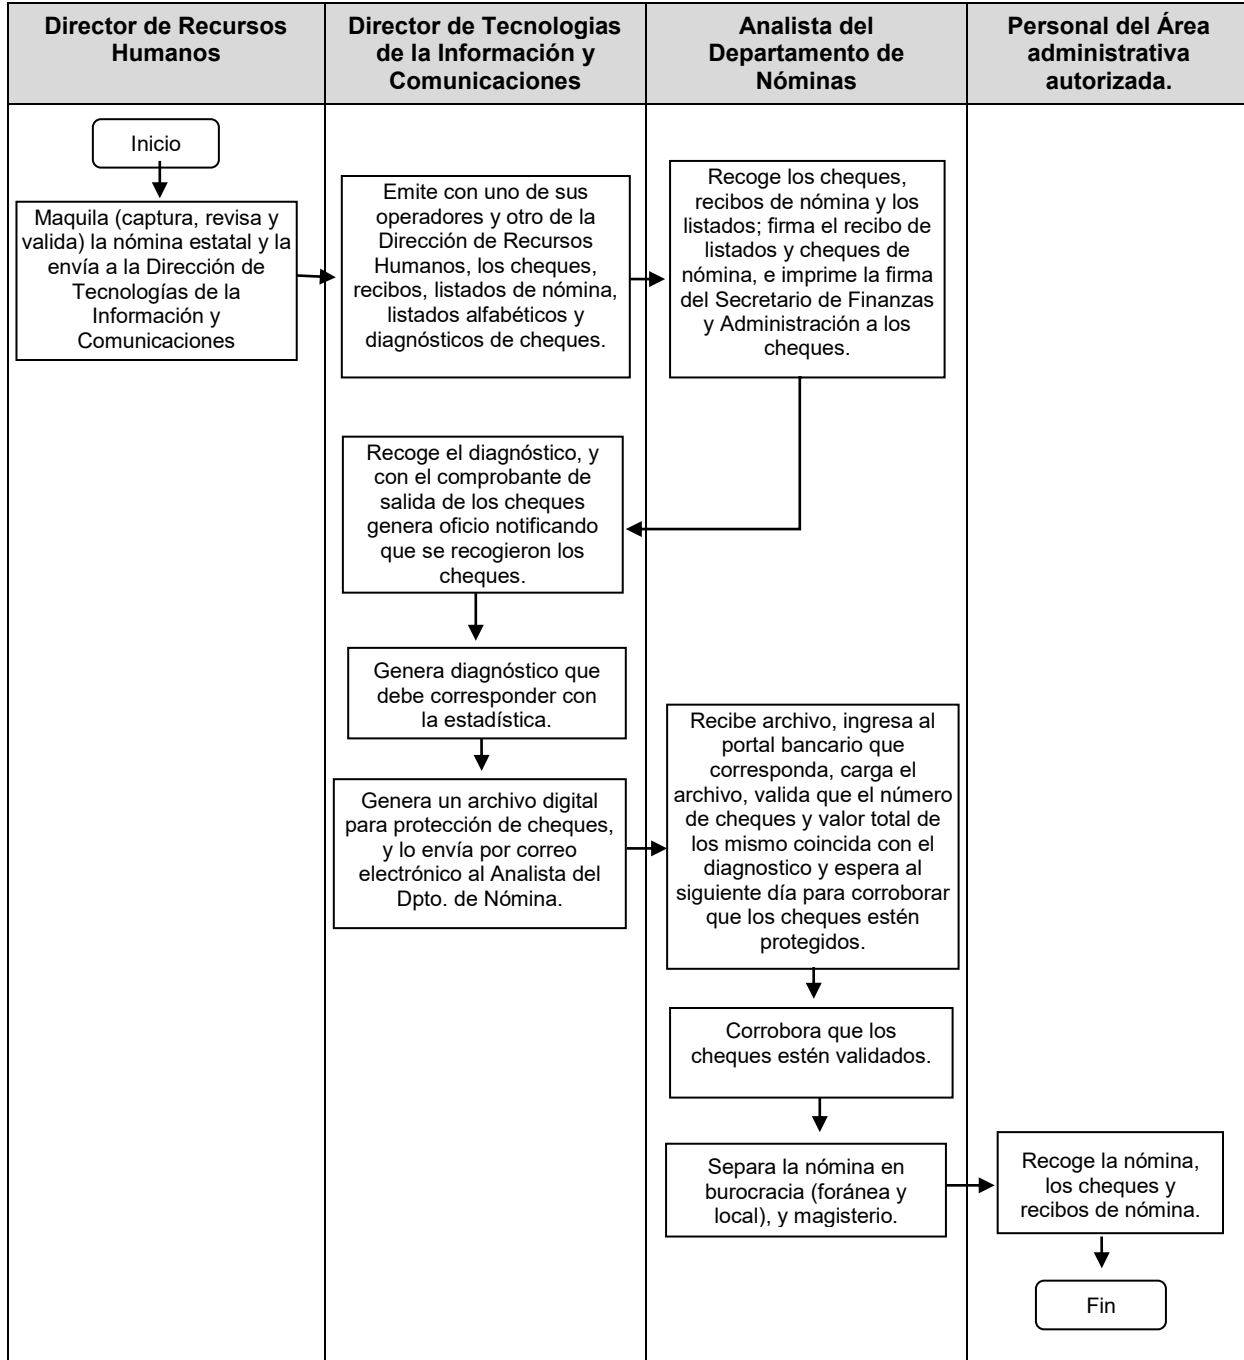 Director de Recursos
Humanos
Director de Tecnologias
de la Información y
Comunicaciones
Analista del
Departamento de
Nóminas
Personal del Área
administrativa
autorizada.
Inicio
Maquila (captura, revisa y
valida) la nómina estatal y la
envía a la Dirección de
Tecnologías de la
Información y
Comunicaciones
Emite con uno de sus
operadores y otro de la
Dirección de Recursos
Humanos, los cheques,
recibos, listados de nómina,
listados alfabéticos y
diagnósticos de cheques.
Recoge los cheques,
recibos de nómina y los
listados; firma el recibo de
listados y cheques de
nómina, e imprime la firma
del Secretario de Finanzas
y Administración a los
cheques.
Recoge el diagnóstico, y
con el comprobante de
salida de los cheques
genera oficio notificando
que se recogieron los
cheques.
Genera diagnóstico que
debe corresponder con
la estadística.
Genera un archivo digital
para protección de cheques,
y lo envía por correo
electrónico al Analista del
Dpto. de Nómina.
Recibe archivo, ingresa al
portal bancario que
corresponda, carga el
archivo, valida que el número
de cheques y valor total de
los mismo coincida con el
diagnostico y espera al
siguiente día para corroborar
que los cheques estén
protegidos.
Corrobora que los
cheques estén validados.
Separa la nómina en
burocracia (foránea y
local), y magisterio.
Recoge la nómina,
los cheques y
recibos de nómina.
Fin